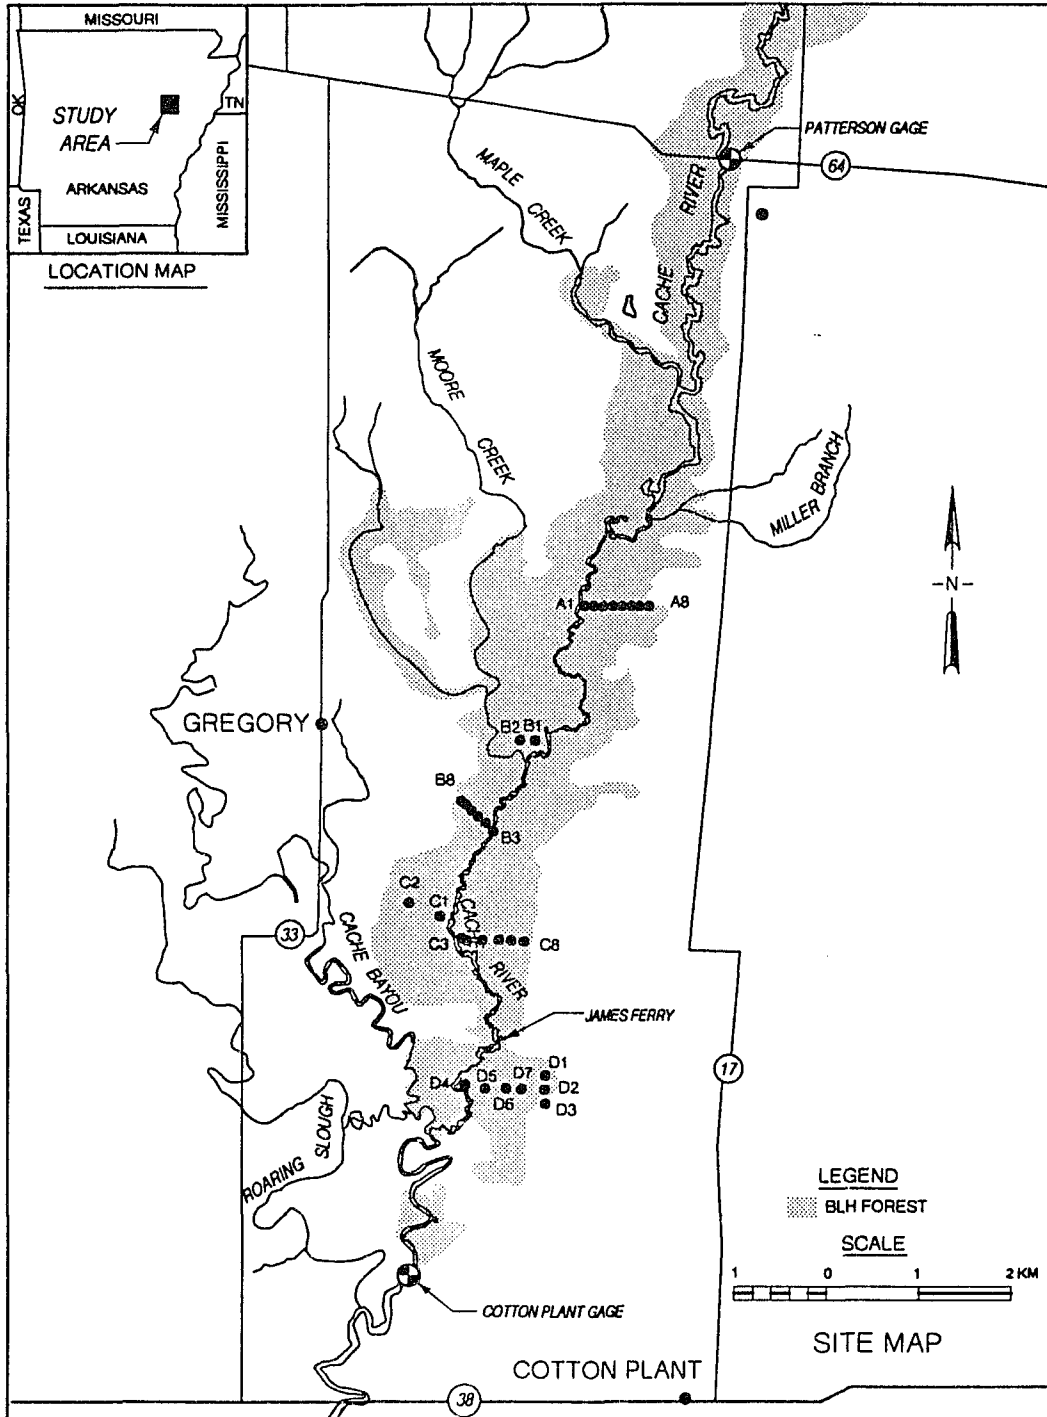 MISSOURI
OK
STUDY
AREA
TN
ARKANSAS
MISSISSIPPI
TEXAS
LOUISIANA
LOCATION MAP
PATTERSON GAGE
64
MAPLE
CREEK
CACHE
RIVER
MOORE
CREEK
MILLER BRANCH
-N-
A1
A8
GREGORY
B2
B1
B8
B3
C2
C1
C3
C8
CACHE
RIVER
33
CACHE BAYOU
JAMES FERRY
17
D1
D4
D5
D7
D2
D6
D3
ROARING
SLOUGH
LEGEND
BLH FOREST
SCALE
1 0 1 2 KM
COTTON PLANT GAGE
SITE MAP
COTTON PLANT
38